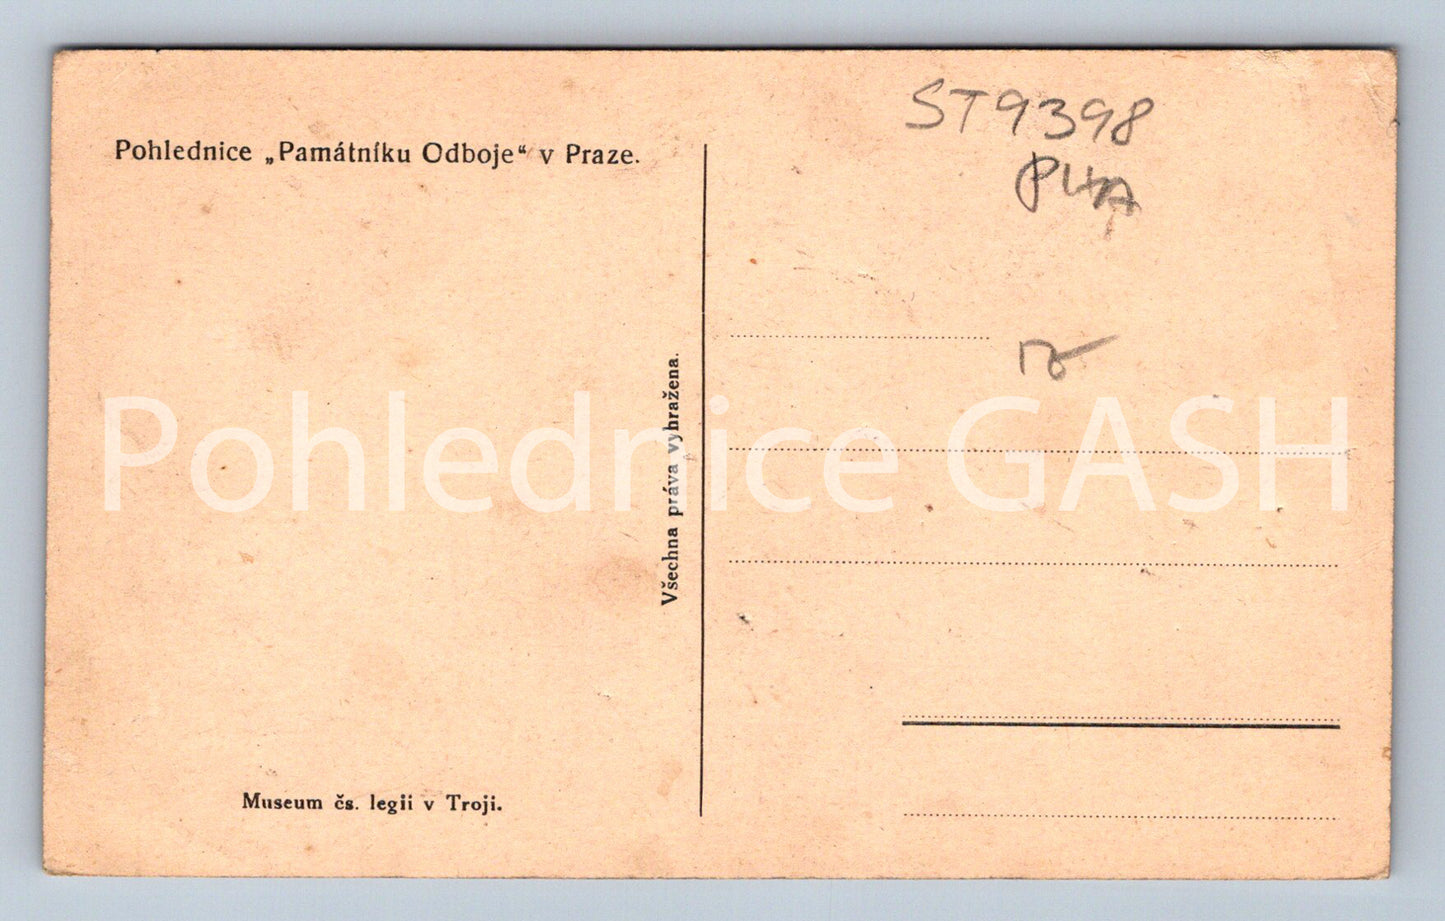 Pohlednice „Památníku Odboje“ v Praze.
Všechna práva vyhražena.
Museum čs. legii v Troji.
ST9398
PHA
Pohlednice GASH